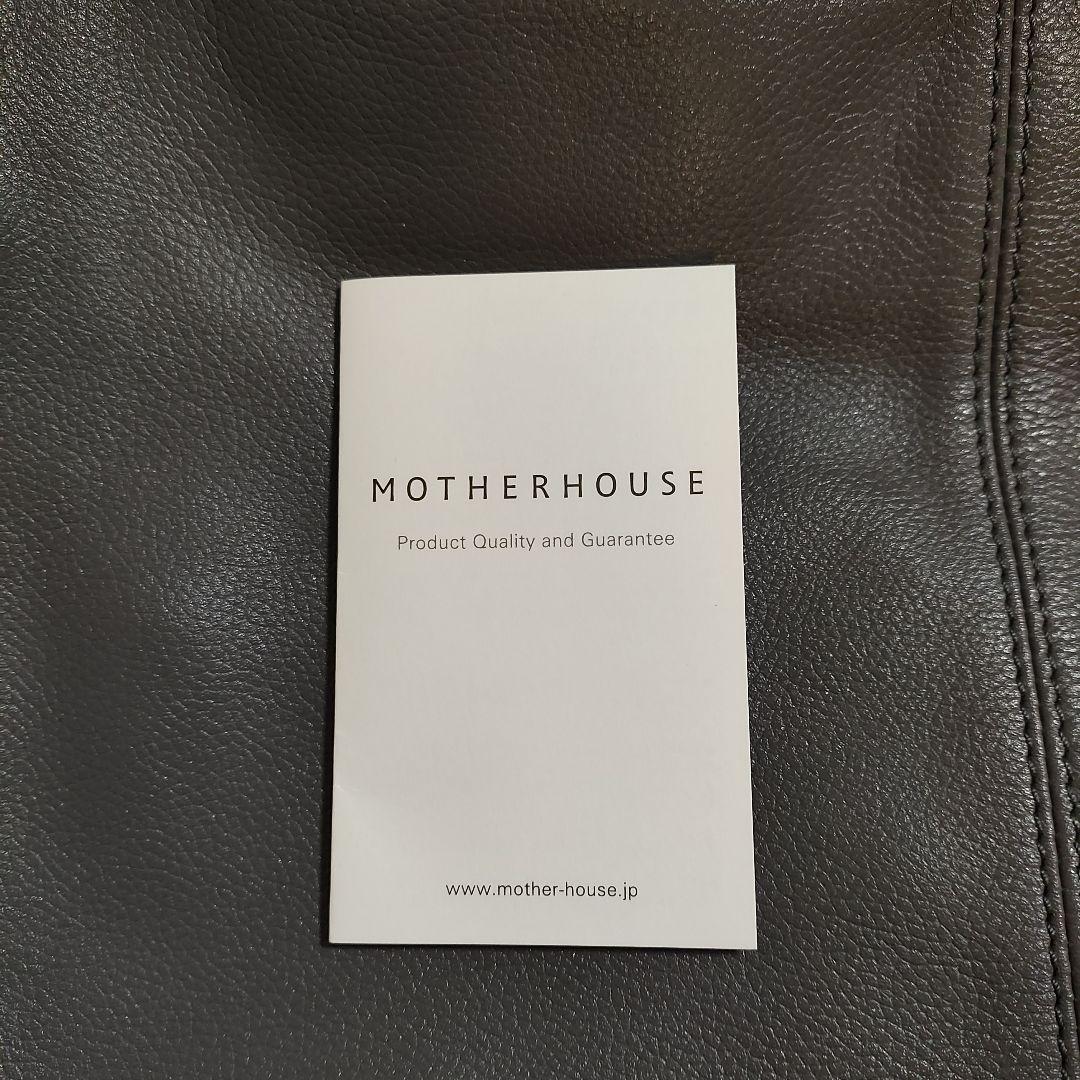 MOTHERHOUSE
Product Quality and Guarantee
www.mother-house.jp